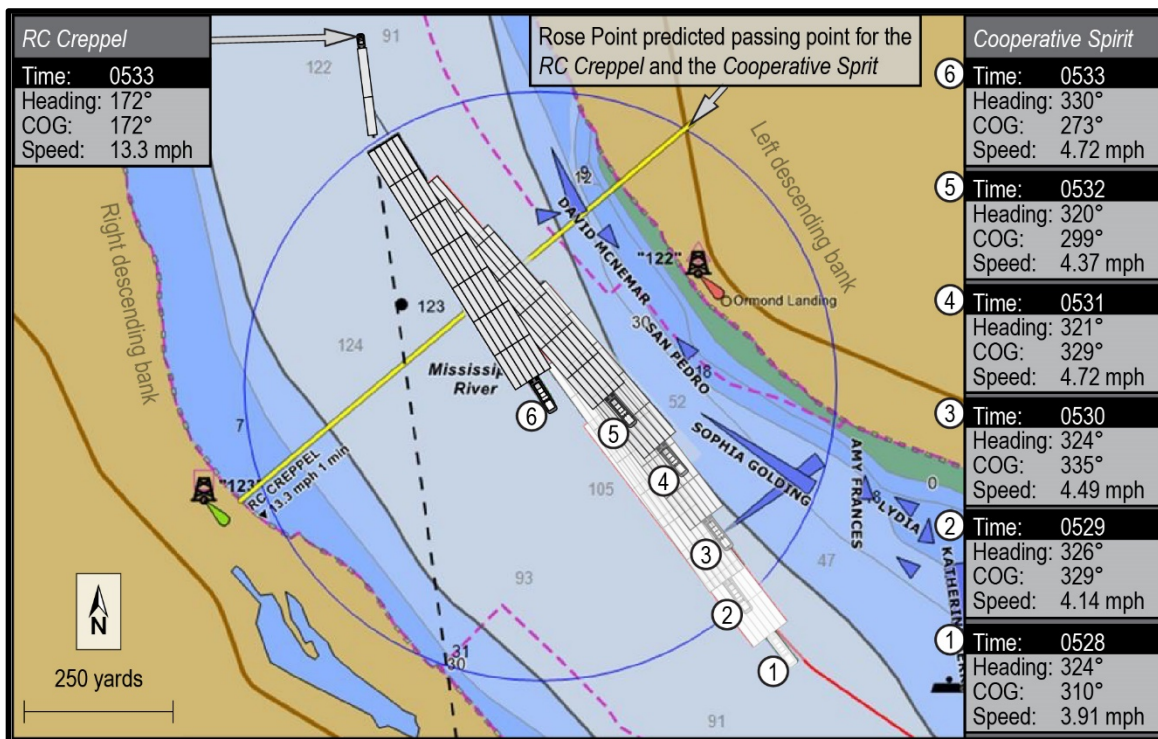 RC Creppel
Time: 0533
Heading: 172°
COG: 172°
Speed: 13.3 mph
Rose Point predicted passing point for the
RC Creppel and the Cooperative Sprit
Cooperative Spirit
6
Time: 0533
Heading: 330°
COG: 273°
Speed: 4.72 mph
5
Time: 0532
Heading: 320°
COG: 299°
Speed: 4.37 mph
4
Time: 0531
Heading: 321°
COG: 329°
Speed: 4.72 mph
3
Time: 0530
Heading: 324°
COG: 335°
Speed: 4.49 mph
2
Time: 0529
Heading: 326°
COG: 329°
Speed: 4.14 mph
1
Time: 0528
Heading: 324°
COG: 310°
Speed: 3.91 mph
91
122
Left descending bank
Right descending bank
9
12
DAVID MCNEMAR
"122"
Ormond Landing
123
30
SAN PEDRO
18
124
Mississip
River
52
6
5
SOPHIA GOLDING
7
4
105
AMY FRANCES
8
LYDIA
0
"123"
RC CREPPEL
13.3 mph 1 min
3
47
93
2
N
31
30
1
250 yards
91